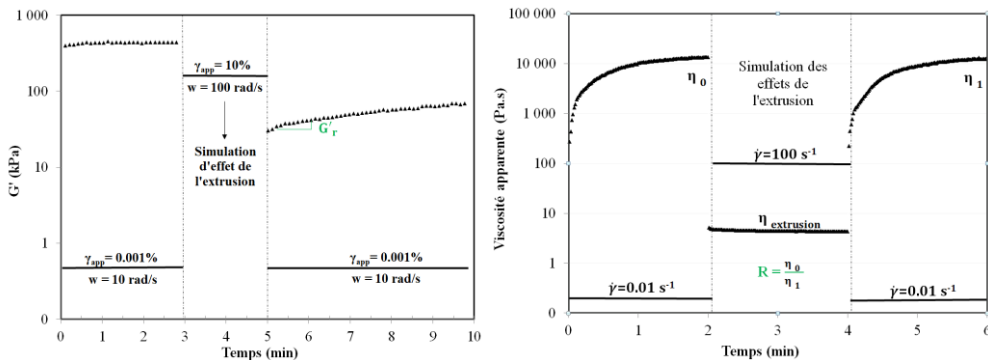 1 000
100
10
1
0
G' (kPa)
γapp= 10%
w = 100 rad/s
Simulation
d'effet de
l'extrusion
G'r
γapp= 0.001%
w = 10 rad/s
γapp= 0.001%
w = 10 rad/s
0 1 2 3 4 5 6 7 8 9 10
Temps (min)
100 000
10 000
1 000
100
10
1
0
Viscosité apparente (Pa.s)
η0
Simulation des
effets de
l'extrusion
η1
γ̇=100 s-1
ηextrusion
R = η0/η1
γ̇=0.01 s-1
γ̇=0.01 s-1
0 1 2 3 4 5 6
Temps (min)